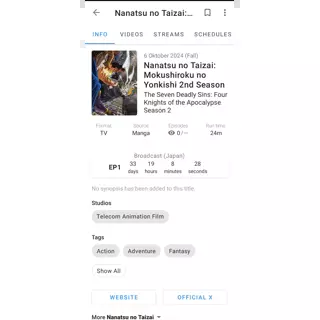 Nanatsu no Taizai:...
INFO VIDEOS STREAMS SCHEDULES
6 Oktober 2024 (Fall)
Nanatsu no Taizai:
Mokushiroku no
Yonkishi 2nd Season
The Seven Deadly Sins: Four
Knights of the Apocalypse
Season 2
Format Source Episodes Run time
TV Manga 0/— 24m
Broadcast (Japan)
EP1 33 19 8 28
days hours minutes seconds
No synopsis has been added to this title.
Studios
Telecom Animation Film
Tags
Action Adventure Fantasy
Show All
WEBSITE OFFICIAL X
More Nanatsu no Taizai